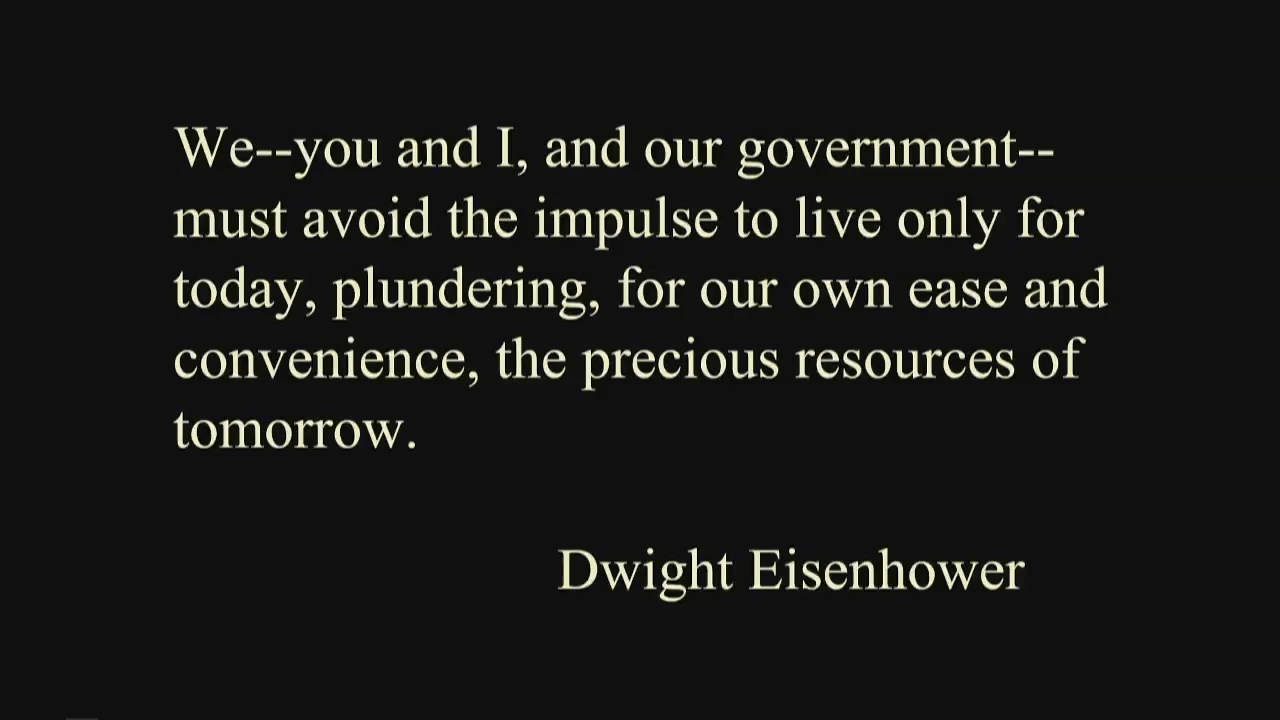 We--you and I, and our government--
must avoid the impulse to live only for
today, plundering, for our own ease and
convenience, the precious resources of
tomorrow.
Dwight Eisenhower